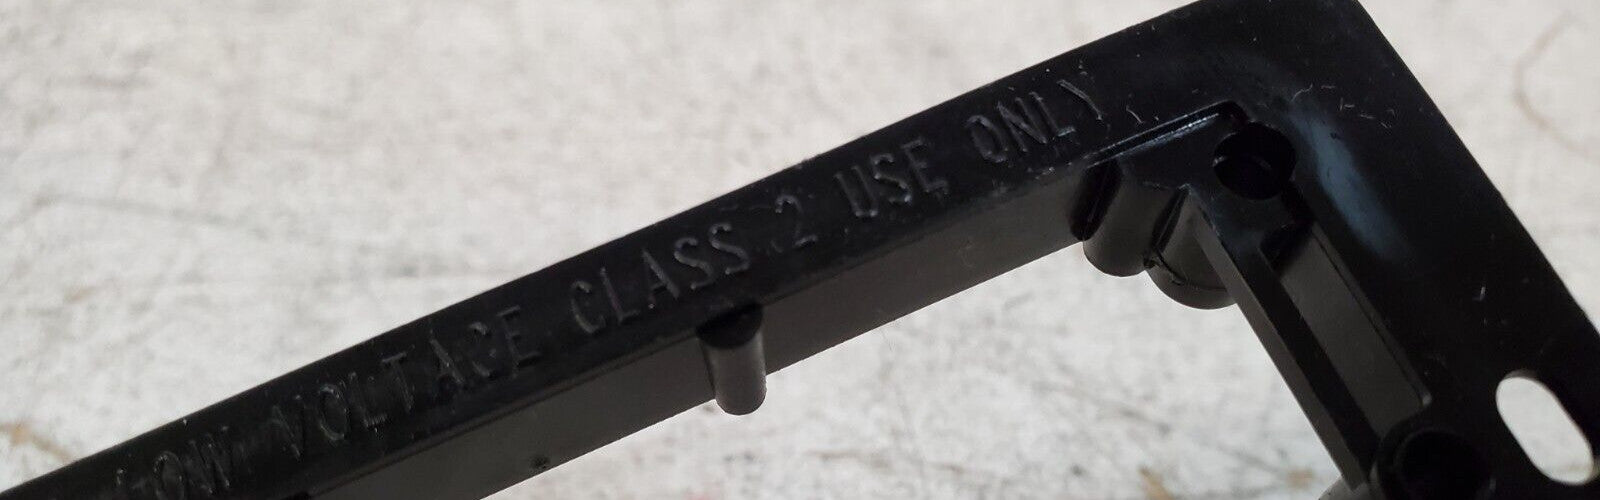 LOW VOLTAGE CLASS 2 USE ONLY